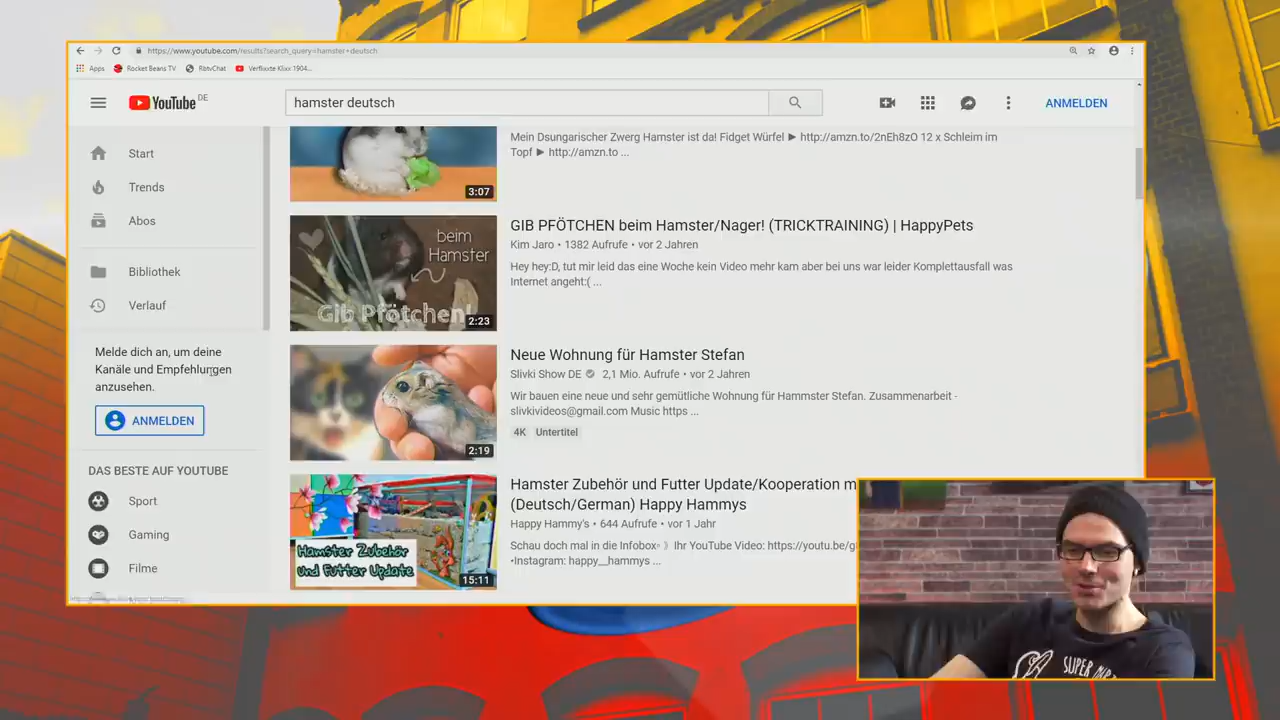 https://www.youtube.com/results?search_query=hamster+deutsch
Apps Rocket Beans TV RbtvChat Verflixxte Klixx 1904...
YouTube DE
hamster deutsch
ANMELDEN
Start
Trends
Abos
Bibliothek
Verlauf
Melde dich an, um deine
Kanäle und Empfehlungen
anzusehen.
ANMELDEN
DAS BESTE AUF YOUTUBE
Sport
Gaming
Filme
3:07
Mein Dsungarischer Zwerg Hamster ist da! Fidget Würfel ► http://amzn.to/2nEh8zO 12 x Schleim im
Topf ► http://amzn.to ...
beim
Hamster
Gib Pfötchen!
2:23
GIB PFÖTCHEN beim Hamster/Nager! (TRICKTRAINING) | HappyPets
Kim Jaro • 1382 Aufrufe • vor 2 Jahren
Hey hey:D, tut mir leid das eine Woche kein Video mehr kam aber bei uns war leider Komplettausfall was
Internet angeht:( ...
2:19
Neue Wohnung für Hamster Stefan
Slivki Show DE 2,1 Mio. Aufrufe • vor 2 Jahren
Wir bauen eine neue und sehr gemütliche Wohnung für Hammster Stefan. Zusammenarbeit -
slivkivideos@gmail.com Music https ...
4K Untertitel
Hamster Zubehör
und Futter Update
15:11
Hamster Zubehör und Futter Update/Kooperation m
(Deutsch/German) Happy Hammys
Happy Hammy's • 644 Aufrufe • vor 1 Jahr
Schau doch mal in die Infobox◦ 》Ihr YouTube Video: https://youtu.be/g
•Instagram: happy__hammys ...
SUPER